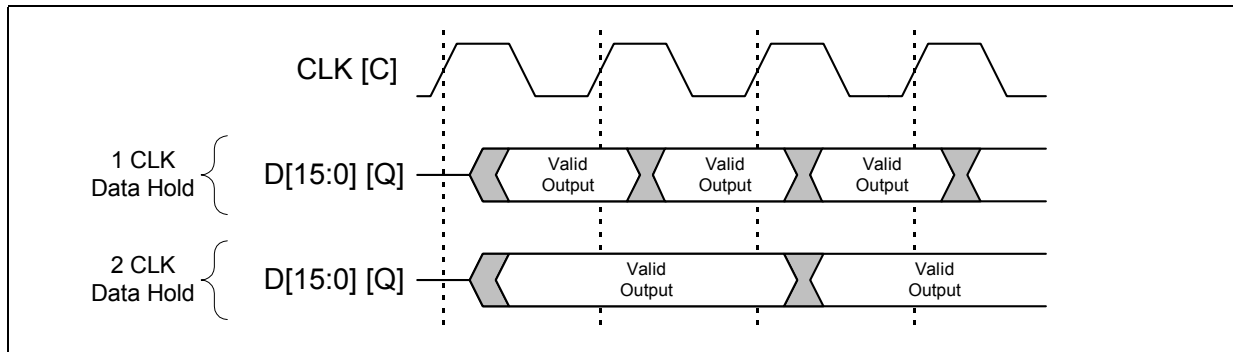 CLK [C]
1 CLK
Data Hold
D[15:0] [Q]
Valid
Output
Valid
Output
Valid
Output
2 CLK
Data Hold
D[15:0] [Q]
Valid
Output
Valid
Output